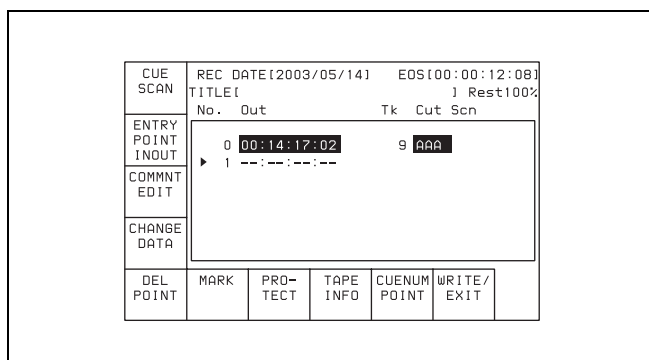 CUE
SCAN
REC DATE[2003/05/14] EOS[00:00:12:08]
TITLE[ ] Rest100%
No. Out Tk Cut Scn
ENTRY
POINT
INOUT
0 00:14:17:02 9 AAA
▶ 1 --:--:--:--
COMMNT
EDIT
CHANGE
DATA
DEL
POINT
MARK
PRO-
TECT
TAPE
INFO
CUENUM
POINT
WRITE/
EXIT